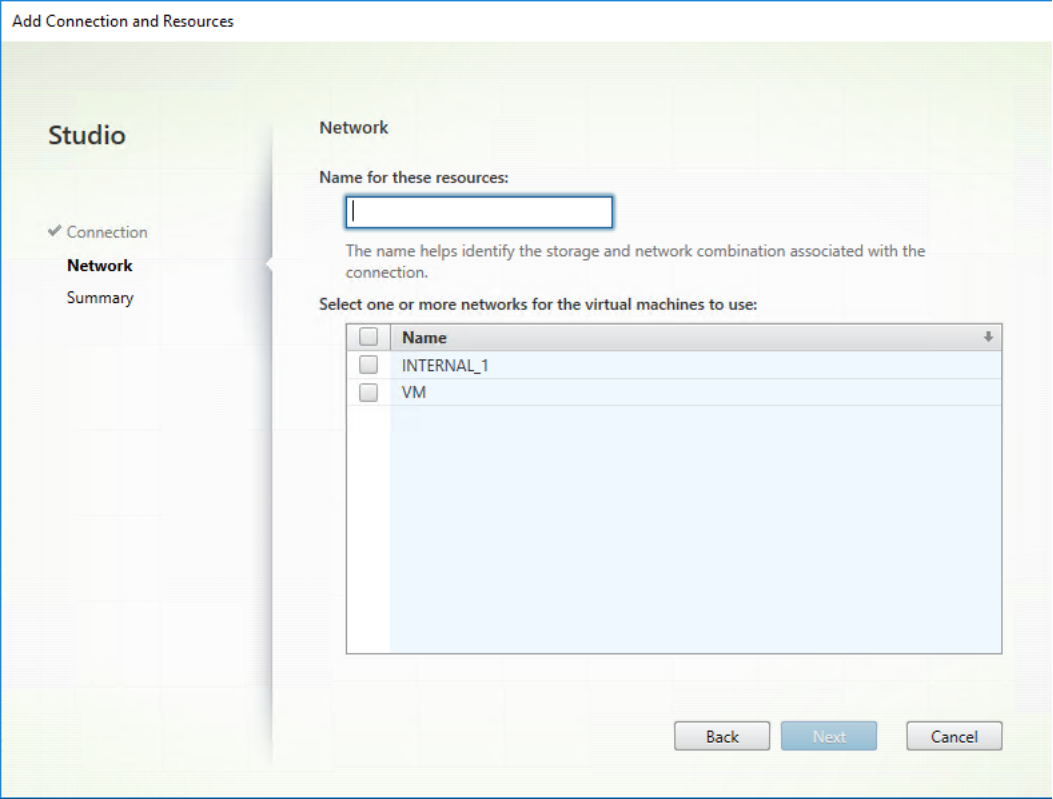 Add Connection and Resources
Studio
Connection
Network
Summary
Network
Name for these resources:
The name helps identify the storage and network combination associated with the
connection.
Select one or more networks for the virtual machines to use:
Name
INTERNAL_1
VM
Back
Next
Cancel